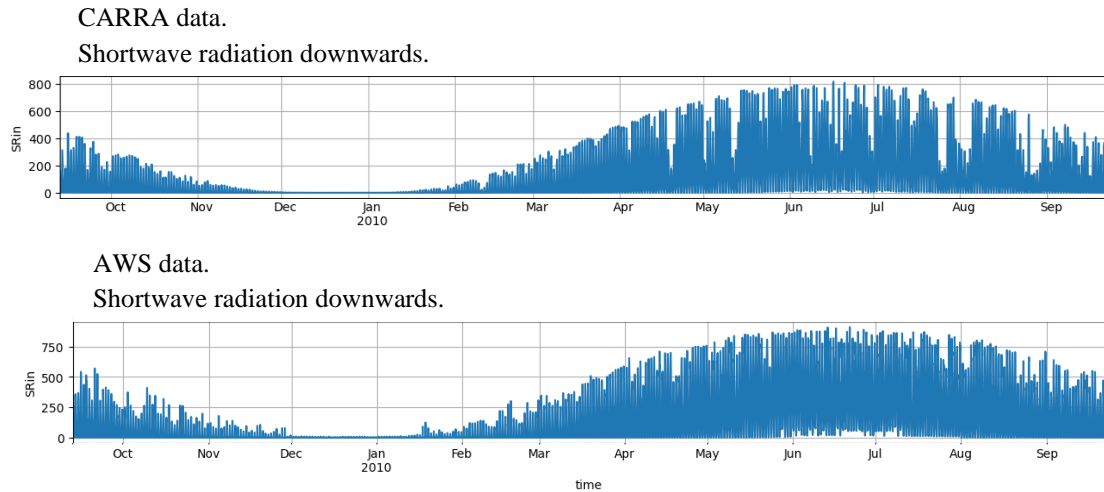 CARRA data.
Shortwave radiation downwards.
800
600
400
200
0
SRin
Oct Nov Dec Jan Feb Mar Apr May Jun Jul Aug Sep
2010
AWS data.
Shortwave radiation downwards.
750
500
250
0
SRin
Oct Nov Dec Jan Feb Mar Apr May Jun Jul Aug Sep
2010
time